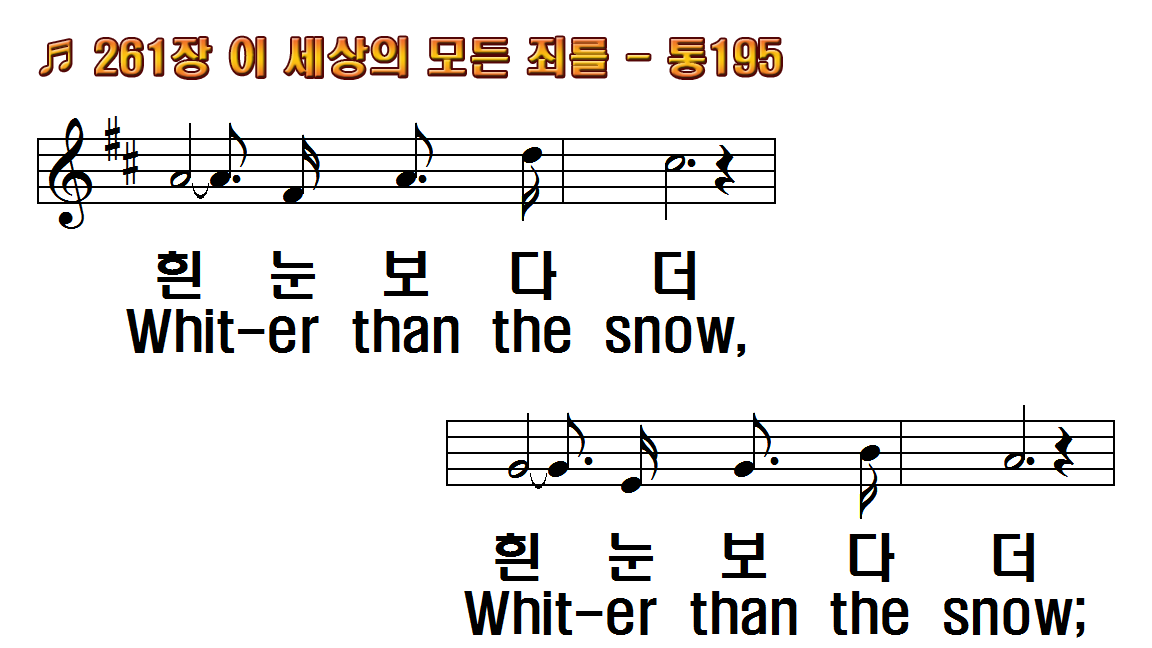 ♬ 261장 이 세상의 모든 죄를 - 통195
흰 눈 보 다 더
Whit-er than the snow,
흰 눈 보 다 더
Whit-er than the snow;